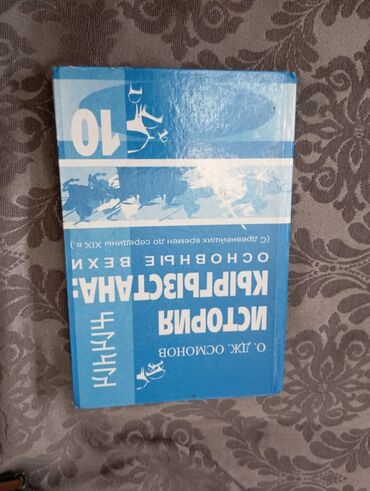 О. ДЖ. ОСМОНОВ
ИСТОРИЯ
КЫРГЫЗСТАНА:
ОСНОВНЫЕ ВЕХИ
(С древнейших времен до середины XIX в.)
10